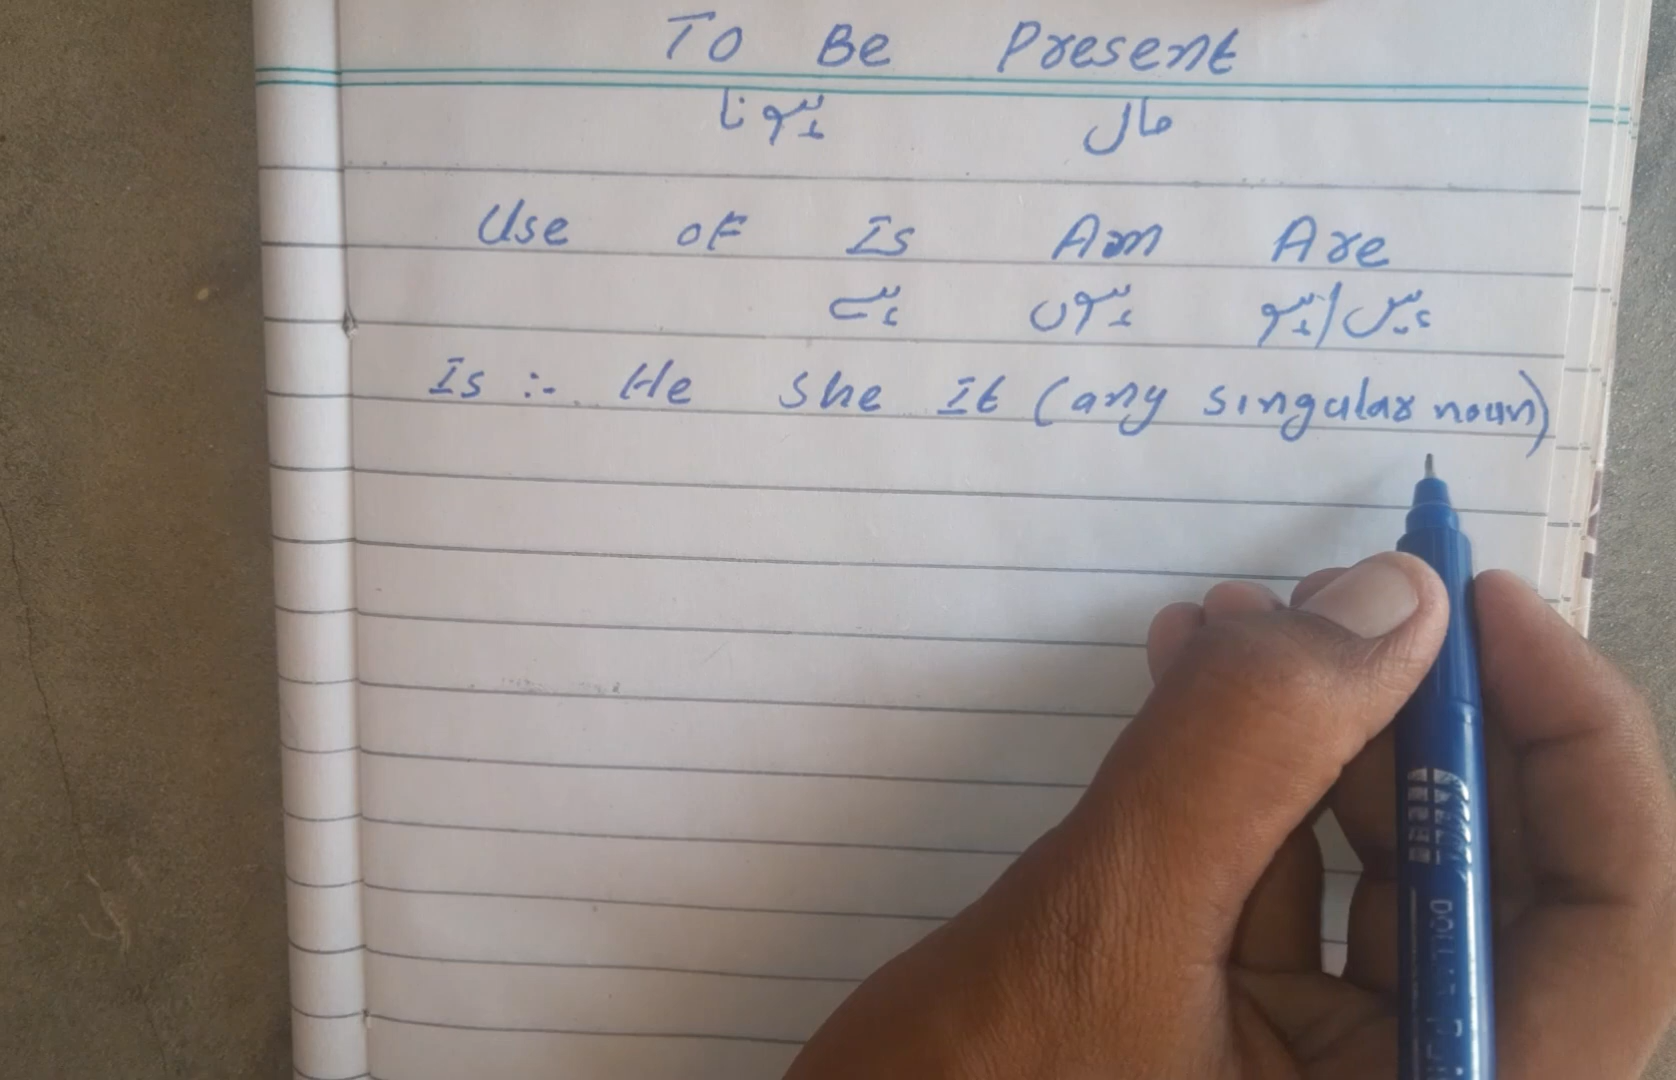 To Be Present
ہونا حال
Use of Is Am Are
ہے ہوں ہو/ہیں
Is :- He She It (any singular noun)
DOLLAR